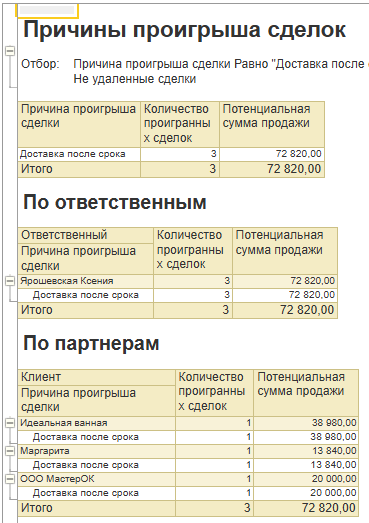 Причины проигрыша сделок
Отбор: Причина проигрыша сделки Равно "Доставка после
Не удаленные сделки
Причина проигрыша сделки Количество проигранны х сделок Потенциальная сумма продажи
Доставка после срока 3 72 820,00
Итого 3 72 820,00
По ответственным
Ответственный Количество проигранны х сделок Потенциальная сумма продажи
Причина проигрыша сделки
Ярошевская Ксения 3 72 820,00
Доставка после срока 3 72 820,00
Итого 3 72 820,00
По партнерам
Клиент Количество проигранны х сделок Потенциальная сумма продажи
Причина проигрыша сделки
Идеальная ванная 1 38 980,00
Доставка после срока 1 38 980,00
Маргарита 1 13 840,00
Доставка после срока 1 13 840,00
ООО МастерОК 1 20 000,00
Доставка после срока 1 20 000,00
Итого 3 72 820,00